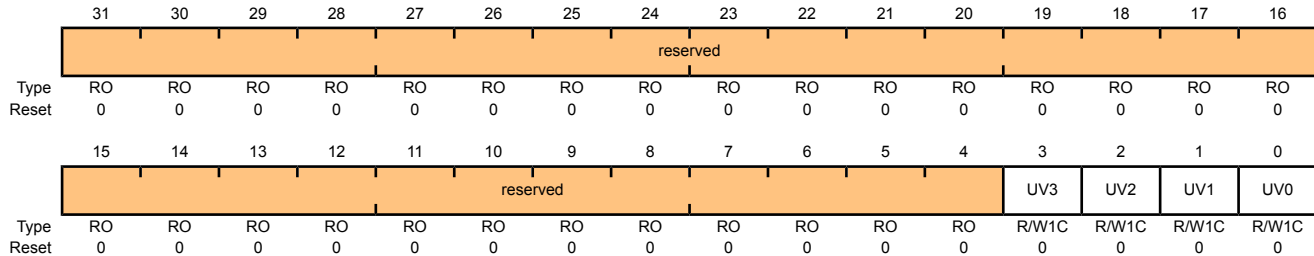 31 30 29 28 27 26 25 24 23 22 21 20 19 18 17 16
reserved
Type RO RO RO RO RO RO RO RO RO RO RO RO RO RO RO RO
Reset 0 0 0 0 0 0 0 0 0 0 0 0 0 0 0 0
15 14 13 12 11 10 9 8 7 6 5 4 3 2 1 0
reserved UV3 UV2 UV1 UV0
Type RO RO RO RO RO RO RO RO RO RO RO RO R/W1C R/W1C R/W1C R/W1C
Reset 0 0 0 0 0 0 0 0 0 0 0 0 0 0 0 0